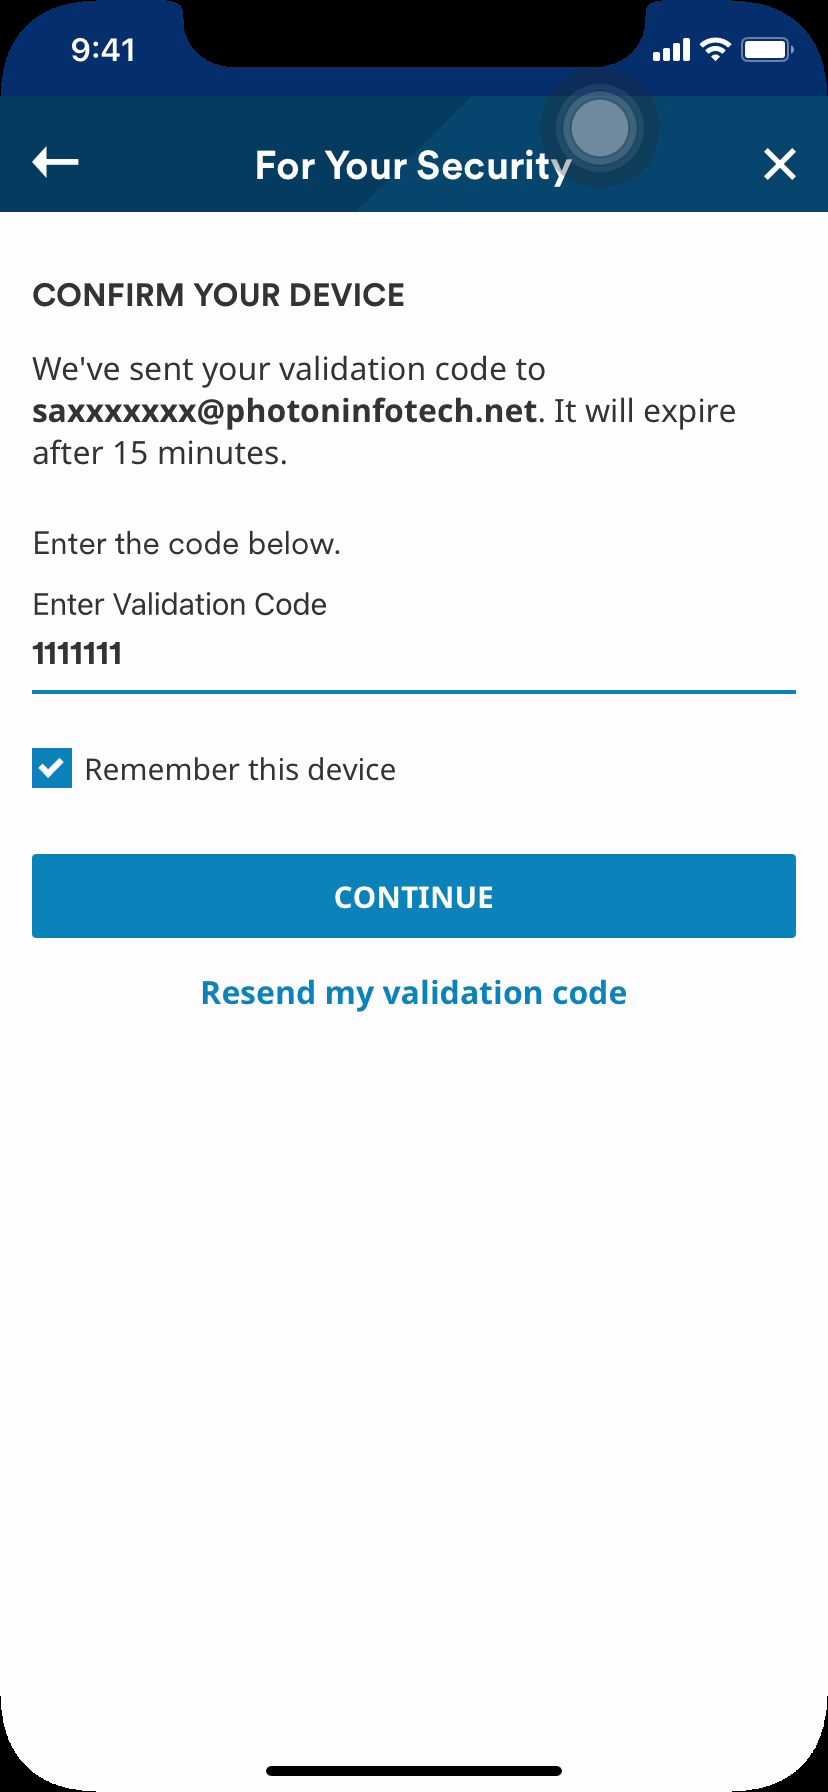 9:41
For Your Security
CONFIRM YOUR DEVICE
We've sent your validation code to
saxxxxxxx@photoninfotech.net. It will expire
after 15 minutes.
Enter the code below.
Enter Validation Code
1111111
Remember this device
CONTINUE
Resend my validation code